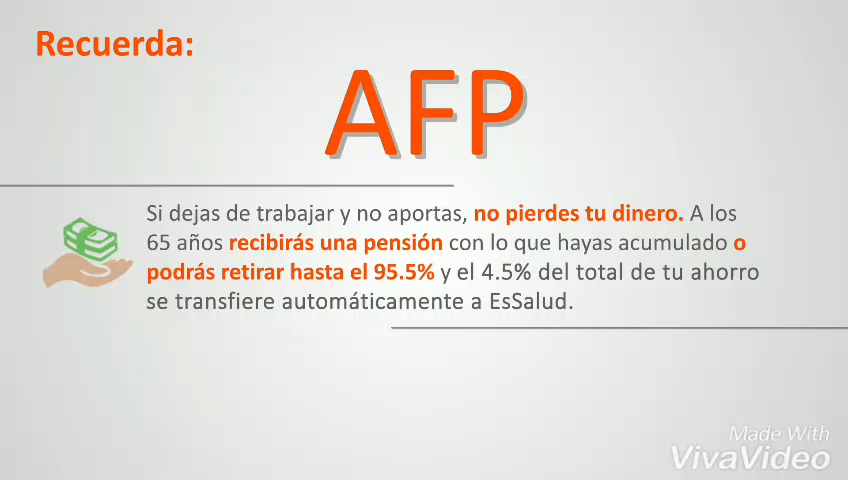 Recuerda:
AFP
Si dejas de trabajar y no aportas, no pierdes tu dinero. A los
65 años recibirás una pensión con lo que hayas acumulado o
podrás retirar hasta el 95.5% y el 4.5% del total de tu ahorro
se transfiere automáticamente a EsSalud.
Made With
VivaVideo